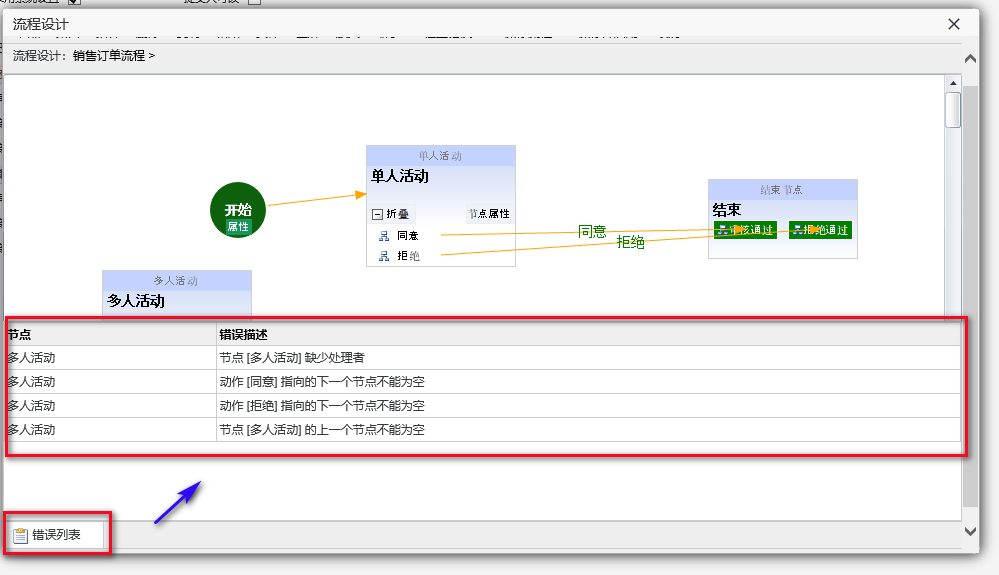 流程设计
流程设计：销售订单流程 >
单人活动
单人活动
折叠 节点属性
同意
拒绝
开始
属性
同意
拒绝
结束 节点
结束
审核通过 拒绝通过
多人活动
多人活动
节点 错误描述
多人活动 节点 [多人活动] 缺少处理者
多人活动 动作 [同意] 指向的下一个节点不能为空
多人活动 动作 [拒绝] 指向的下一个节点不能为空
多人活动 节点 [多人活动] 的上一个节点不能为空
错误列表